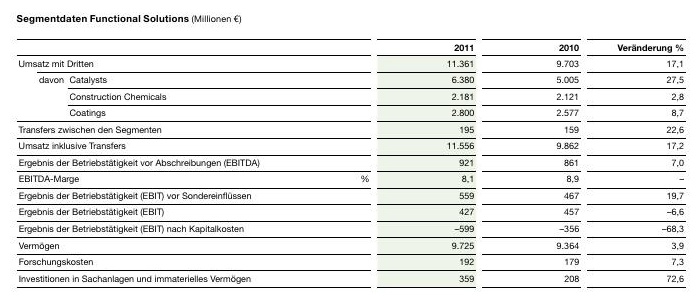 Segmentdaten Functional Solutions (Millionen €)
2011 2010 Veränderung %
Umsatz mit Dritten 11.361 9.703 17,1
davon Catalysts 6.380 5.005 27,5
Construction Chemicals 2.181 2.121 2,8
Coatings 2.800 2.577 8,7
Transfers zwischen den Segmenten 195 159 22,6
Umsatz inklusive Transfers 11.556 9.862 17,2
Ergebnis der Betriebstätigkeit vor Abschreibungen (EBITDA) 921 861 7,0
EBITDA-Marge % 8,1 8,9 –
Ergebnis der Betriebstätigkeit (EBIT) vor Sondereinflüssen 559 467 19,7
Ergebnis der Betriebstätigkeit (EBIT) 427 457 –6,6
Ergebnis der Betriebstätigkeit (EBIT) nach Kapitalkosten –599 –356 –68,3
Vermögen 9.725 9.364 3,9
Forschungskosten 192 179 7,3
Investitionen in Sachanlagen und immaterielles Vermögen 359 208 72,6